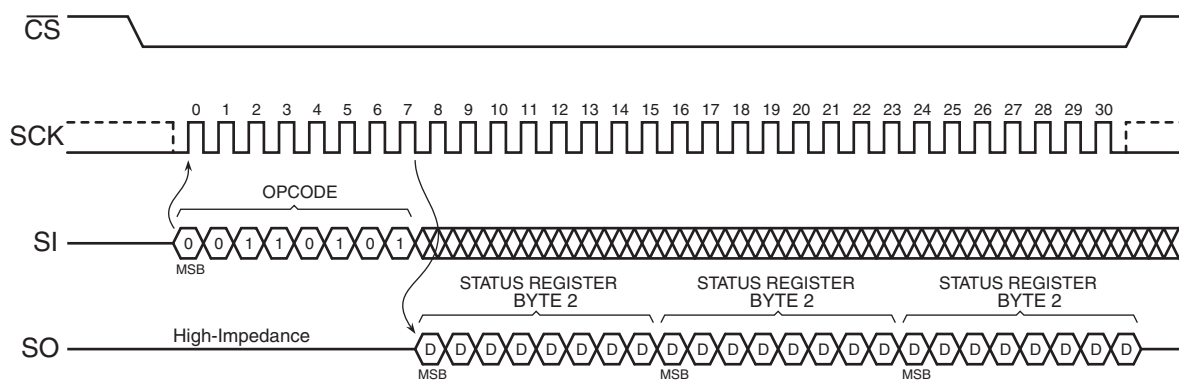 CS
0 1 2 3 4 5 6 7 8 9 10 11 12 13 14 15 16 17 18 19 20 21 22 23 24 25 26 27 28 29 30
SCK
OPCODE
SI 0 0 1 1 0 1 0 1
MSB
STATUS REGISTER BYTE 2
STATUS REGISTER BYTE 2
STATUS REGISTER BYTE 2
High-Impedance
SO D D D D D D D D D D D D D D D D D D D D D D D D
MSB MSB MSB